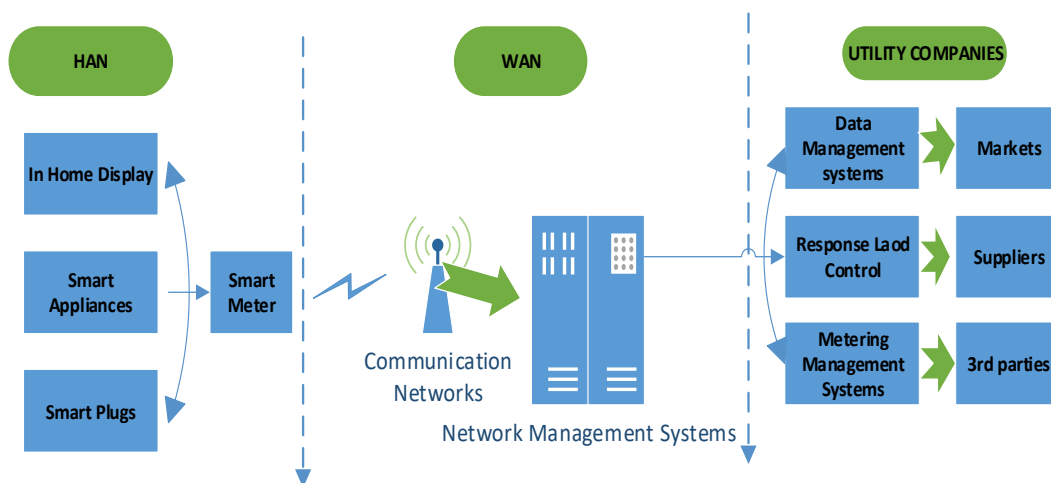 HAN
In Home Display
Smart
Appliances
Smart Plugs
Smart
Meter
WAN
Communication
Networks
Network Management Systems
UTILITY COMPANIES
Data
Management
systems
Markets
Response Laod
Control
Suppliers
Metering
Management
Systems
3rd parties